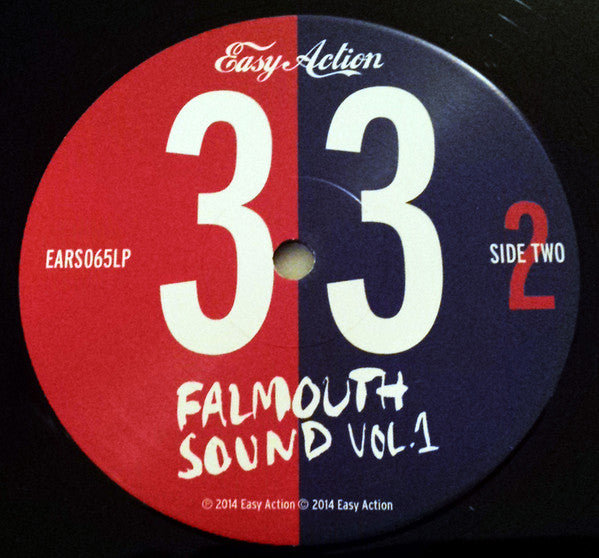 Easy Action
33
EARS065LP
2
SIDE TWO
FALMOUTH
SOUND VOL.1
℗ 2014 Easy Action © 2014 Easy Action